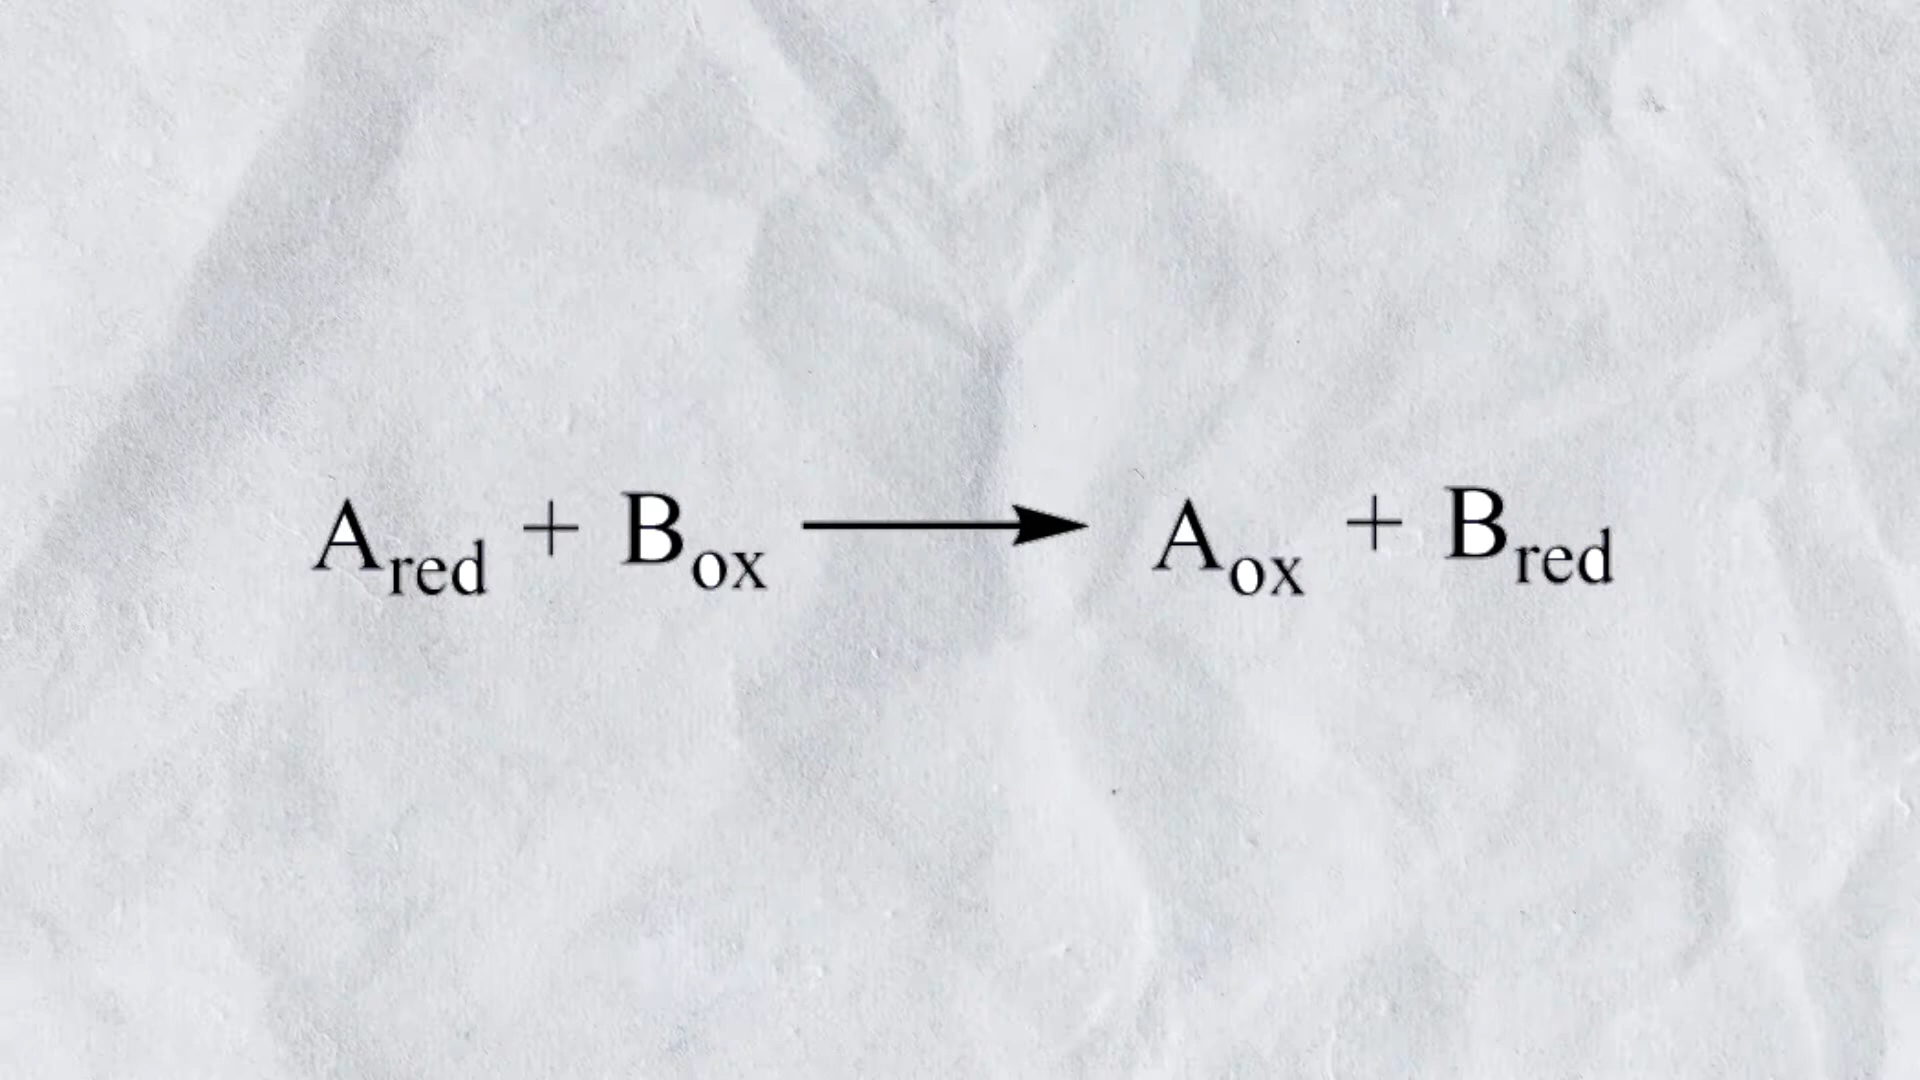 A_red + B_ox ⟶ A_ox + B_red